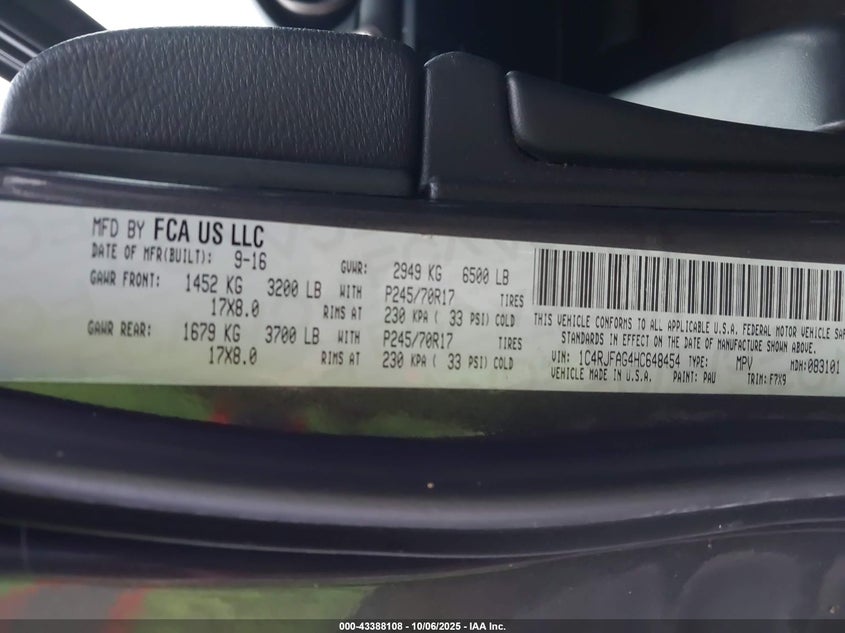 MFD BY FCA US LLC
DATE OF MFR(BUILT): 9-16 GVWR: 2949 KG 6500 LB
GAWR FRONT: 1452 KG 3200 LB WITH P245/70R17 TIRES
17X8.0 RIMS AT 230 KPA ( 33 PSI) COLD
GAWR REAR: 1679 KG 3700 LB WITH P245/70R17 TIRES
17X8.0 RIMS AT 230 KPA ( 33 PSI) COLD
THIS VEHICLE CONFORMS TO ALL APPLICABLE U.S.A. FEDERAL MOTOR VEHICLE
STANDARDS IN EFFECT ON THE DATE OF MANUFACTURE SHOWN ABOVE.
VIN: 1C4RJFAG4HC648454 TYPE: MPV MDH: 083101
VEHICLE MADE IN U.S.A. PAINT: PAU TRIM: F7X9
000-43388108 - 10/06/2025 - IAA Inc.